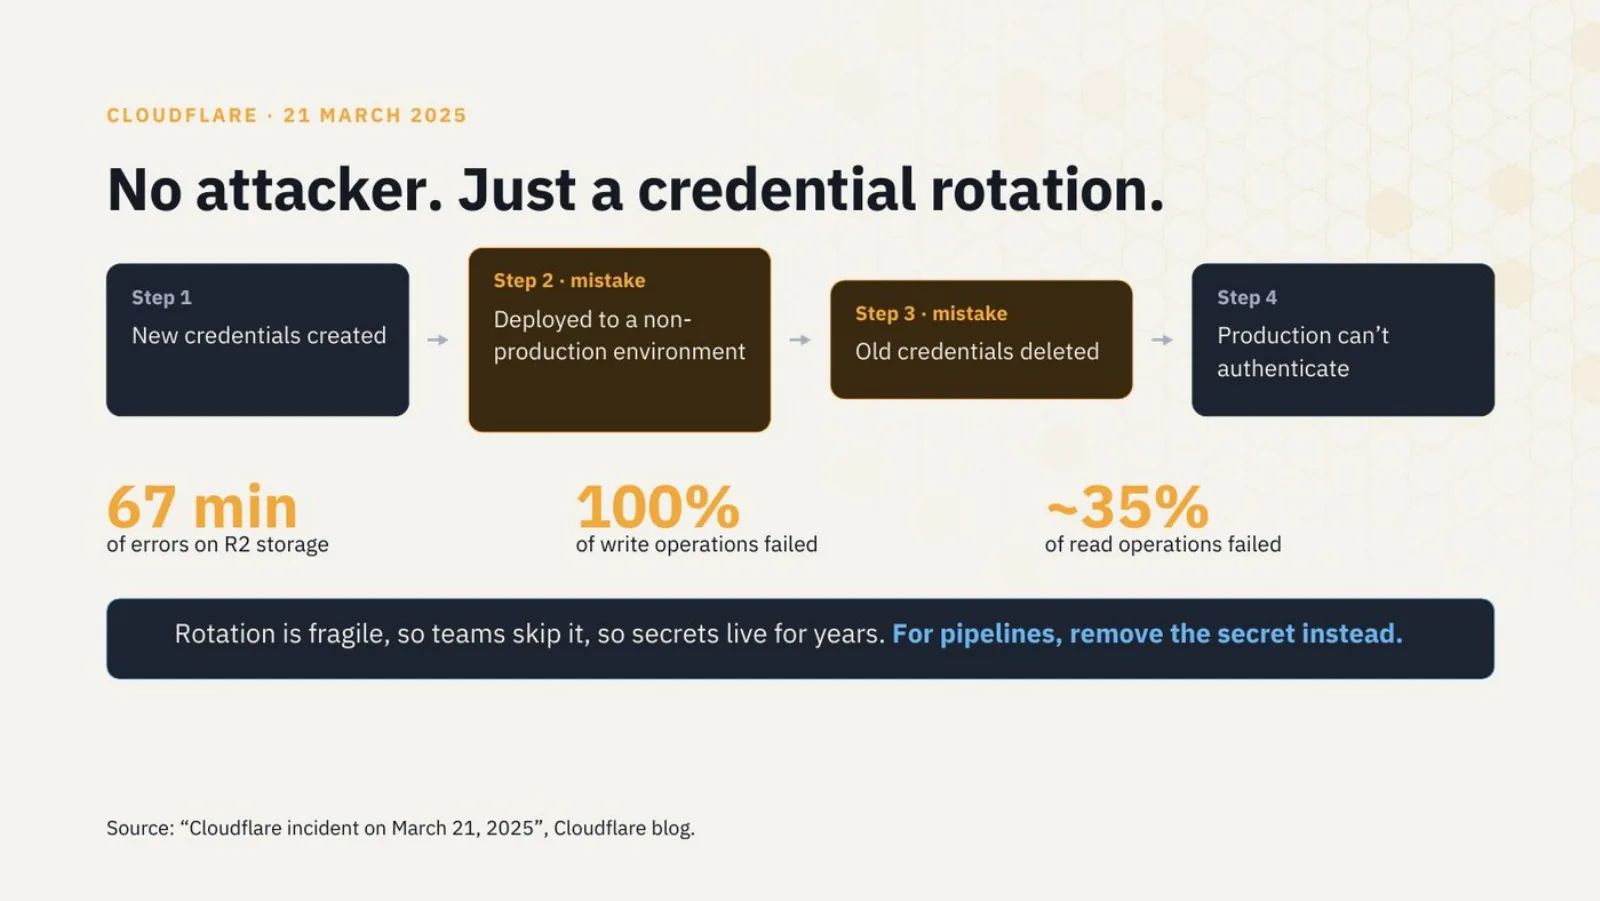 CLOUDFLARE · 21 MARCH 2025
No attacker. Just a credential rotation.
Step 1
New credentials created
Step 2 · mistake
Deployed to a non-
production environment
Step 3 · mistake
Old credentials deleted
Step 4
Production can’t
authenticate
67 min
of errors on R2 storage
100%
of write operations failed
~35%
of read operations failed
Rotation is fragile, so teams skip it, so secrets live for years. For pipelines, remove the secret instead.
Source: “Cloudflare incident on March 21, 2025”, Cloudflare blog.